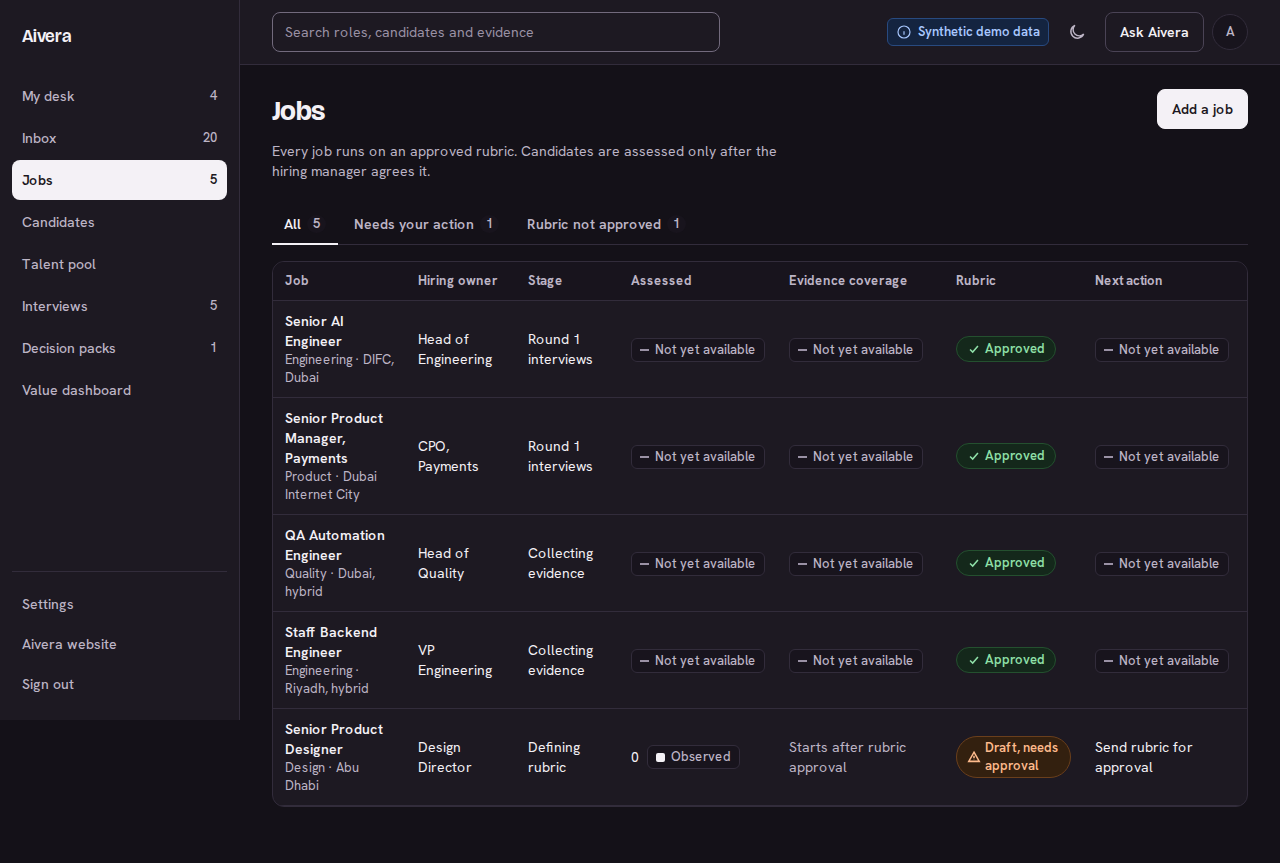 Aivera
Search roles, candidates and evidence
Synthetic demo data
Ask Aivera
A
My desk 4
Inbox 20
Jobs 5
Candidates
Talent pool
Interviews 5
Decision packs 1
Value dashboard
Settings
Aivera website
Sign out
Jobs
Add a job
Every job runs on an approved rubric. Candidates are assessed only after the
hiring manager agrees it.
All 5 Needs your action 1 Rubric not approved 1
Job Hiring owner Stage Assessed Evidence coverage Rubric Next action
Senior AI
Engineer
Engineering · DIFC,
Dubai
Head of
Engineering
Round 1
interviews
Not yet available
Not yet available
Approved
Not yet available
Senior Product
Manager,
Payments
Product · Dubai
Internet City
CPO,
Payments
Round 1
interviews
Not yet available
Not yet available
Approved
Not yet available
QA Automation
Engineer
Quality · Dubai,
hybrid
Head of
Quality
Collecting
evidence
Not yet available
Not yet available
Approved
Not yet available
Staff Backend
Engineer
Engineering ·
Riyadh, hybrid
VP
Engineering
Collecting
evidence
Not yet available
Not yet available
Approved
Not yet available
Senior Product
Designer
Design · Abu
Dhabi
Design
Director
Defining
rubric
0 Observed
Starts after rubric
approval
Draft, needs
approval
Send rubric for
approval